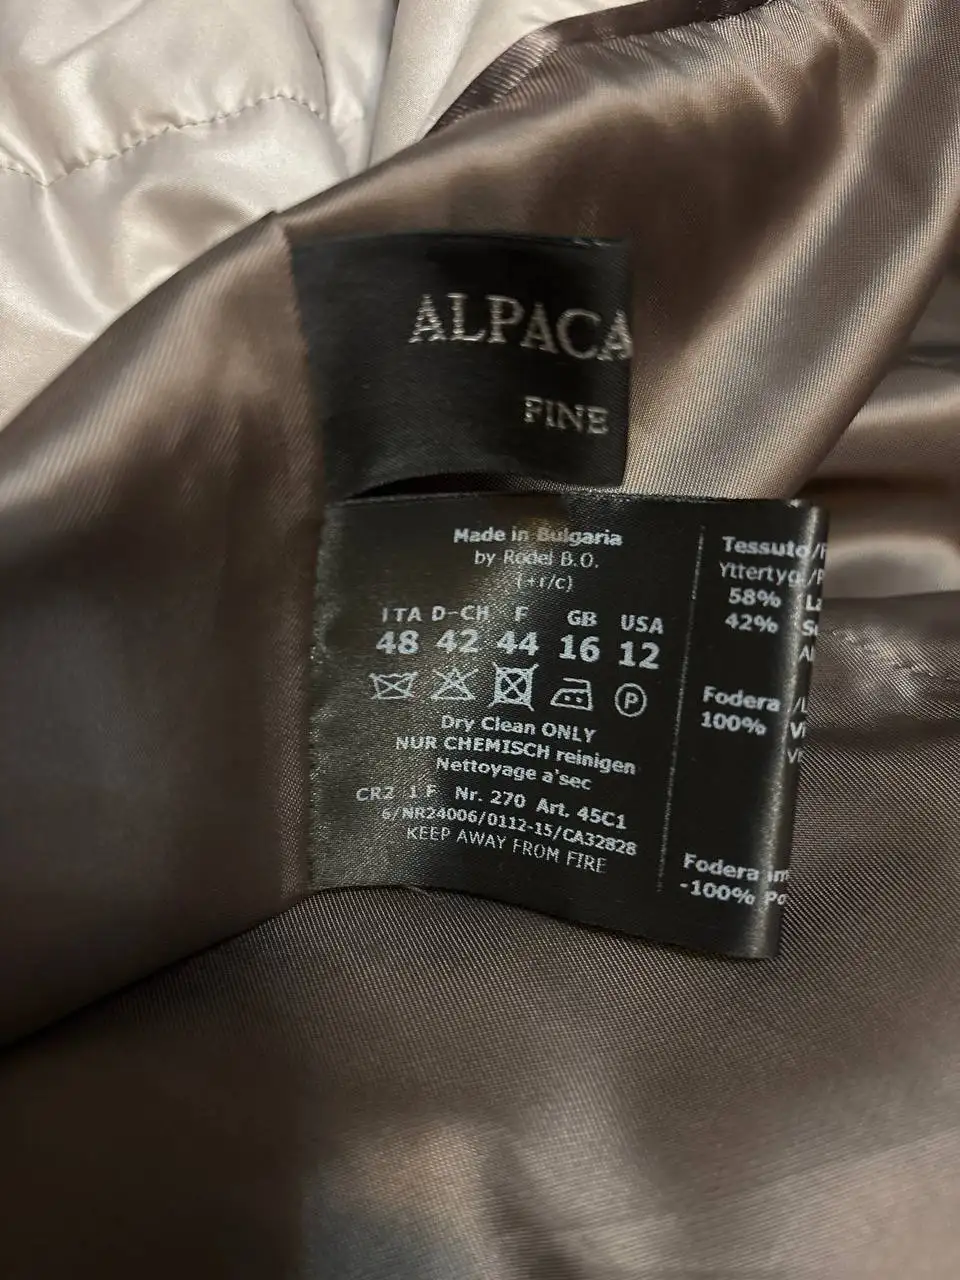 ALPACA
FINE
Made in Bulgaria
by Rodel B.O.
(+r/c)
ITA D-CH F GB USA
48 42 44 16 12
P
Dry Clean ONLY
NUR CHEMISCH reinigen
Nettoyage a'sec
CR2 1 F Nr. 270 Art. 45C1
6/NR24006/0112-15/CA32828
KEEP AWAY FROM FIRE
Tessuto/
Yttertyg/
58%
42%
Fodera
100%
Fodera
-100%